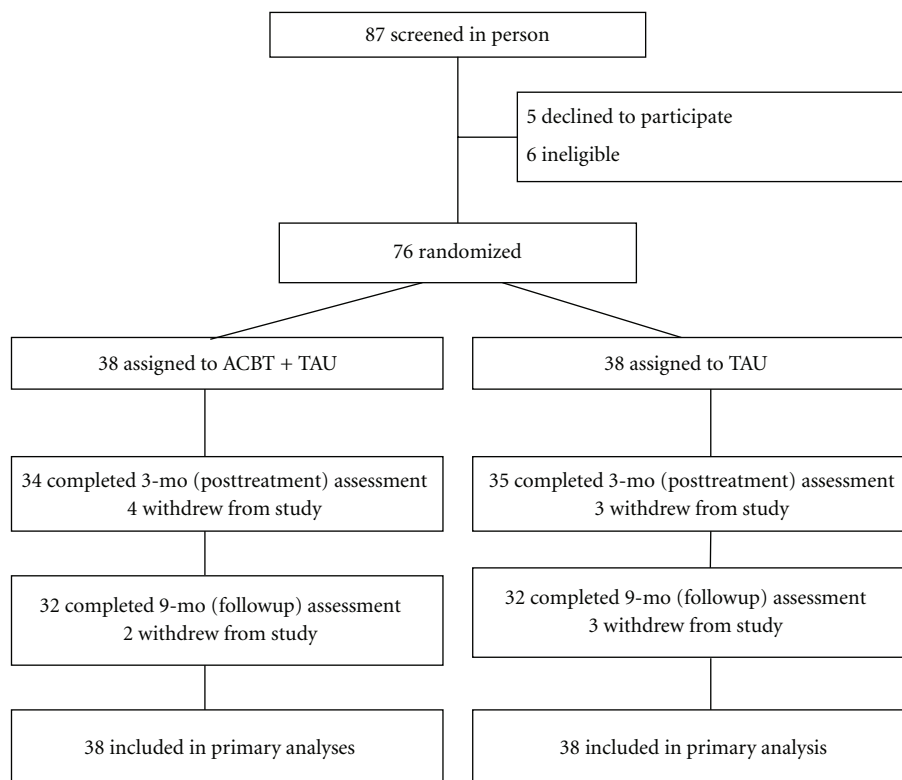 87 screened in person
5 declined to participate
6 ineligible
76 randomized
38 assigned to ACBT + TAU
38 assigned to TAU
34 completed 3-mo (posttreatment) assessment
4 withdrew from study
35 completed 3-mo (posttreatment) assessment
3 withdrew from study
32 completed 9-mo (followup) assessment
2 withdrew from study
32 completed 9-mo (followup) assessment
3 withdrew from study
38 included in primary analyses
38 included in primary analysis